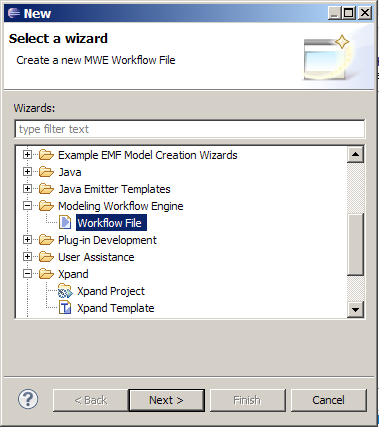 New
Select a wizard
Create a new MWE Workflow File
Wizards:
type filter text
Example EMF Model Creation Wizards
Java
Java Emitter Templates
Modeling Workflow Engine
Workflow File
Plug-in Development
User Assistance
Xpand
Xpand Project
Xpand Template
? < Back Next > Finish Cancel